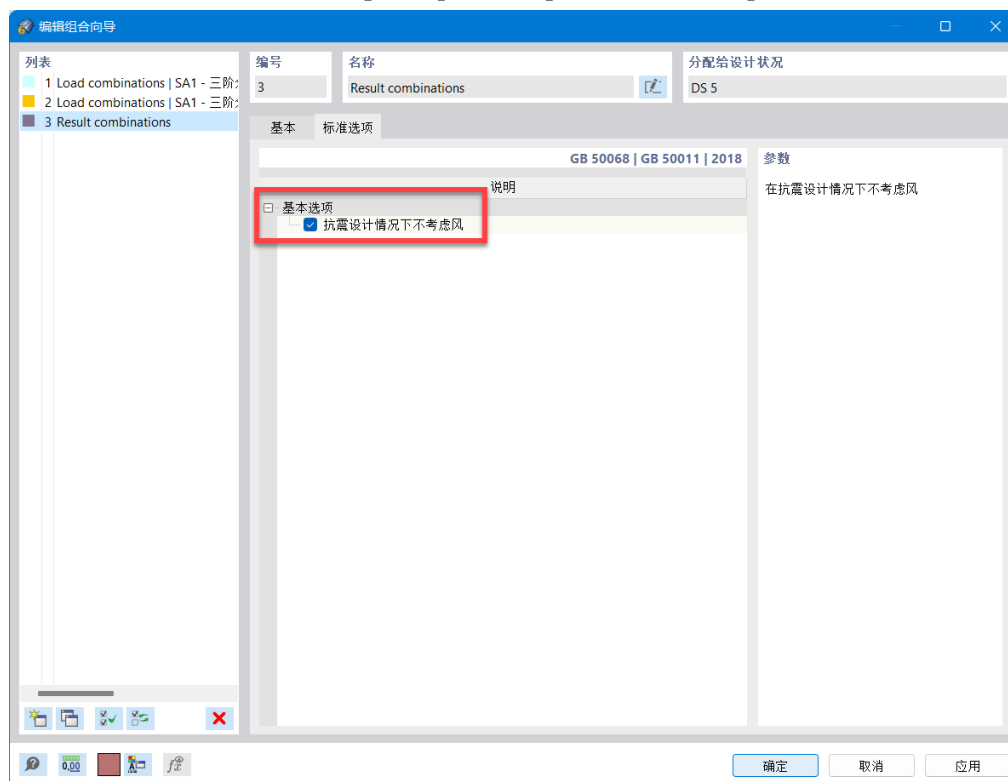 编辑组合向导
列表
1 Load combinations | SA1 - 三阶
2 Load combinations | SA1 - 三阶
3 Result combinations
编号
3
名称
Result combinations
分配给设计状况
DS 5
基本 标准选项
GB 50068 | GB 50011 | 2018
说明
基本选项
抗震设计情况下不考虑风
参数
在抗震设计情况下不考虑风
0,00
确定 取消 应用